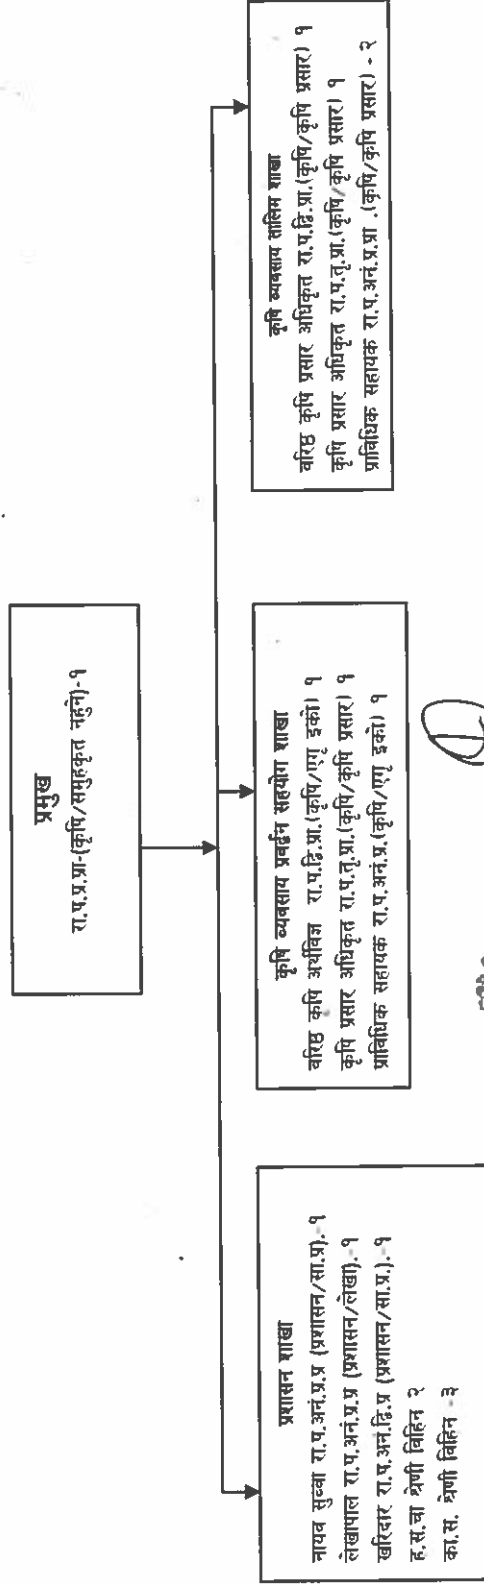 प्रमुख
रा.प.प्र.प्रा-(कृषि/समुहकृत नहुने)-१
प्रशासन शाखा
नायव सुव्वा रा.प.अनं.प्र.प्र (प्रशासन/सा.प्र).-१
लेखापाल रा.प.अनं.प्र.प्र (प्रशासन/लेखा).-१
खरिदार रा.प.अनं.द्वि.प्र (प्रशासन/सा.प्र.).-१
ह.स.चा श्रेणी विहिन २
का.स. श्रेणी विहिन -३
कृषि व्यवसाय प्रवर्द्धन सहयोग शाखा
वरिष्ठ कृषि अर्थविज्ञ रा.प.द्वि.प्रा.(कृषि/एगृ इको) १
कृषि प्रसार अधिकृत रा.प.तृ.प्रा.(कृषि/कृषि प्रसार) १
प्राविधिक सहायक रा.प.अनं.प्र.(कृषि/एगृ इको) १
कृषि व्यवसाय तालिम शाखा
वरिष्ठ कृषि प्रसार अधिकृत रा.प.द्वि.प्रा.(कृषि/कृषि प्रसार) १
कृषि प्रसार अधिकृत रा.प.तृ.प्रा.(कृषि/कृषि प्रसार) १
प्राविधिक सहायक रा.प.अनं.प्र.प्रा .(कृषि/कृषि प्रसार) - २